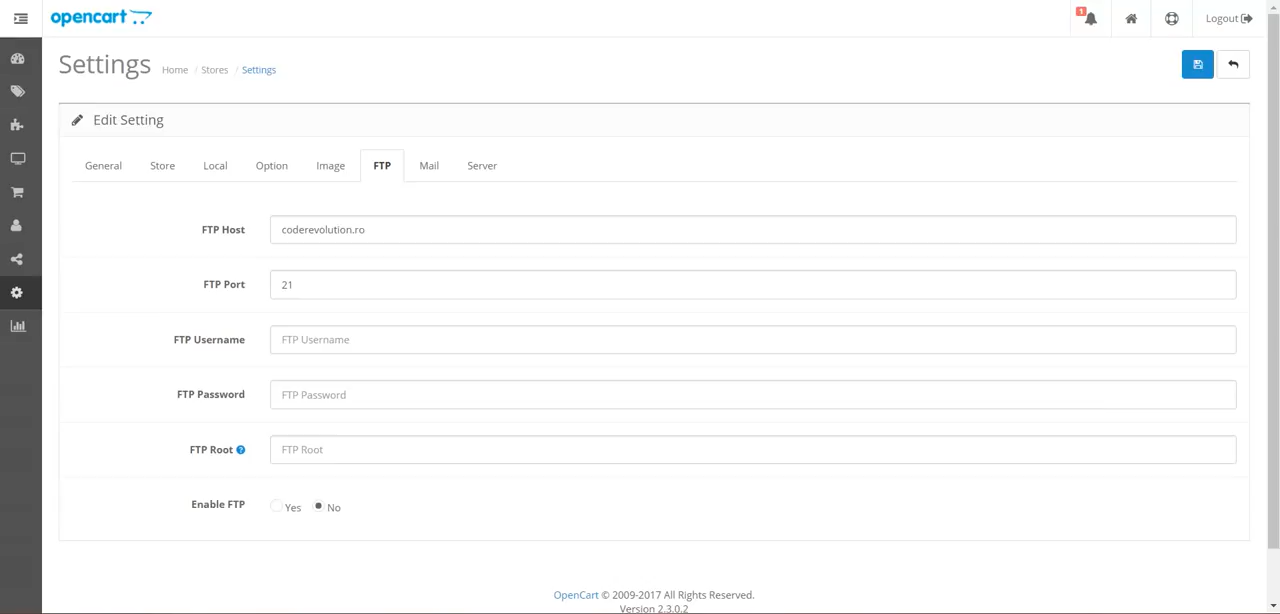 opencart
1
Logout
Settings Home / Stores / Settings
Edit Setting
General Store Local Option Image FTP Mail Server
FTP Host coderevolution.ro
FTP Port 21
FTP Username FTP Username
FTP Password FTP Password
FTP Root ? FTP Root
Enable FTP Yes No
OpenCart © 2009-2017 All Rights Reserved.
Version 2.3.0.2